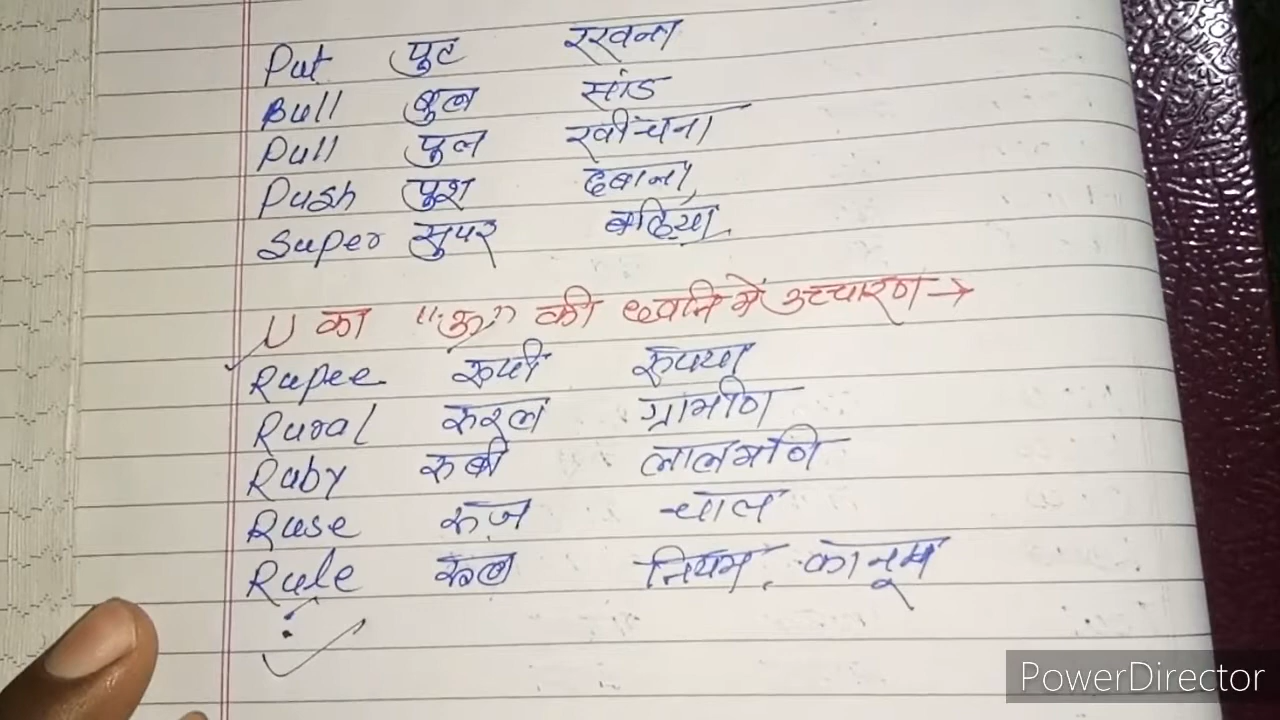 Put पुट रखना
Bull बुल सांड
Pull पुल खींचना
Push पुश दबाना
Super सुपर बढ़िया
U का "ऊ" की ध्वनि में उच्चारण →
Rupee रूपी रुपया
Rural रूरल ग्रामीण
Ruby रूबी लालमणि
Ruse रूज चाल
Rule रूल नियम, कानून
PowerDirector